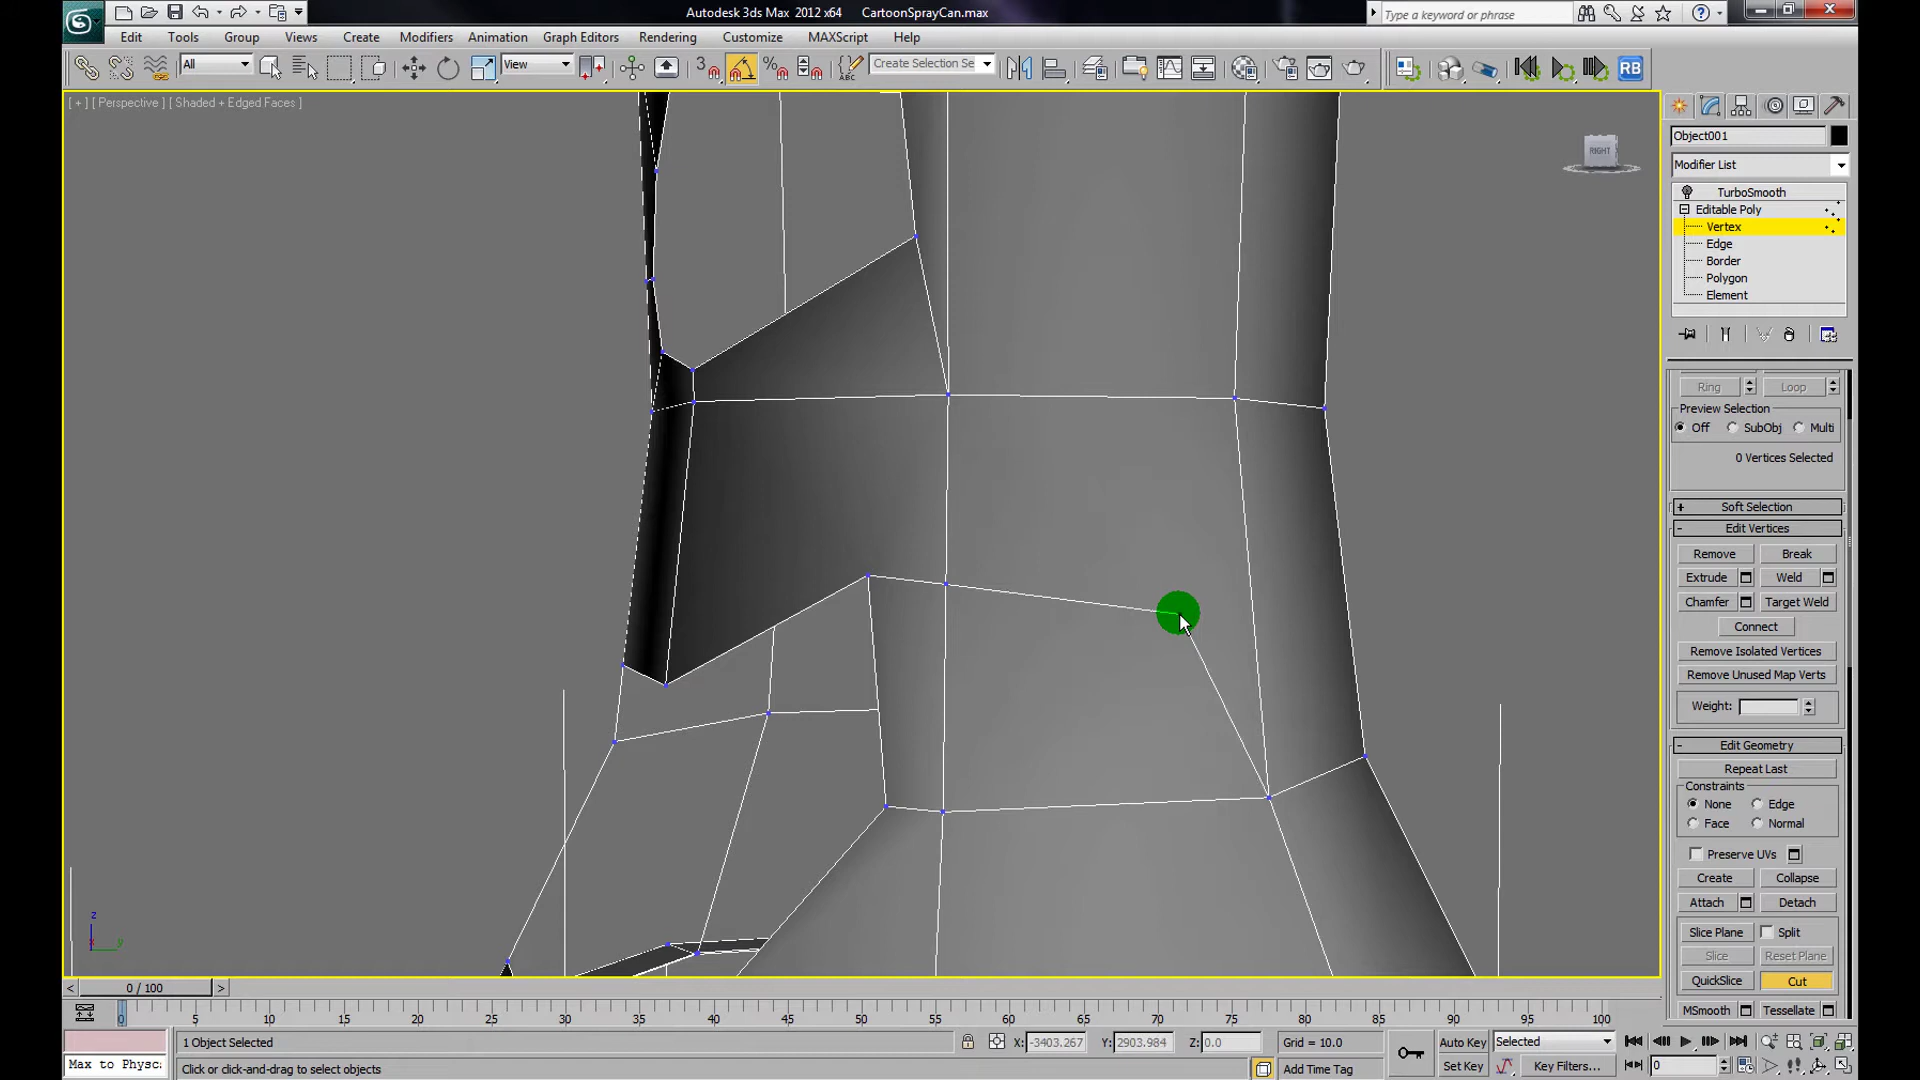 Autodesk 3ds Max 2012 x64 CartoonSprayCan.max
Type a keyword or phrase
Edit Tools Group Views Create Modifiers Animation Graph Editors Rendering Customize MAXScript Help
All View 3 Create Selection Se RB
[ + ] [ Perspective ] [ Shaded + Edged Faces ]
RIGHT
Object001
Modifier List
TurboSmooth
Editable Poly
Vertex
Edge
Border
Polygon
Element
Ring Loop
Preview Selection
Off SubObj Multi
0 Vertices Selected
+ Soft Selection
- Edit Vertices
Remove Break
Extrude Weld
Chamfer Target Weld
Connect
Remove Isolated Vertices
Remove Unused Map Verts
Weight:
- Edit Geometry
Repeat Last
Constraints
None Edge
Face Normal
Preserve UVs
Create Collapse
Attach Detach
Slice Plane Split
Slice Reset Plane
QuickSlice Cut
MSmooth Tessellate
z
x y
< 0 / 100 >
0 5 10 15 20 25 30 35 40 45 50 55 60 65 70 75 80 85 90 95 100
1 Object Selected X: -3403.267 Y: 2903.984 Z: 0.0 Grid = 10.0 Auto Key Selected
Max to Physc: Click or click-and-drag to select objects Add Time Tag Set Key Key Filters... 0